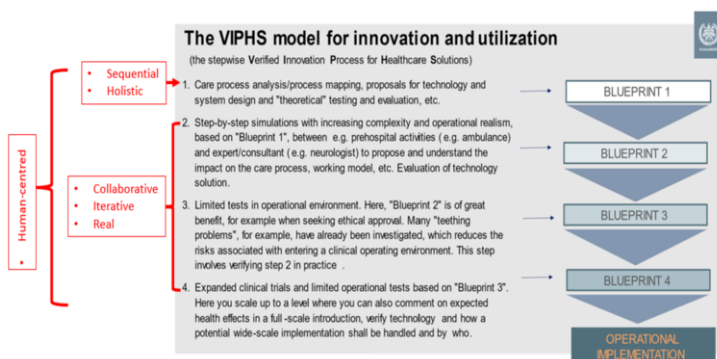 The VIPHS model for innovation and utilization
(the stepwise Verified Innovation Process for Healthcare Solutions)
• Sequential
• Holistic
1. Care process analysis/process mapping, proposals for technology and
system design and "theoretical" testing and evaluation, etc.
BLUEPRINT 1
2. Step-by-step simulations with increasing complexity and operational realism,
based on "Blueprint 1", between e.g. prehospital activities ( e.g. ambulance)
and expert/consultant ( e.g. neurologist) to propose and understand the
impact on the care process, working model, etc. Evaluation of technology
solution.
BLUEPRINT 2
• Human-centred
• Collaborative
• Iterative
• Real
3. Limited tests in operational environment. Here, "Blueprint 2" is of great
benefit, for example when seeking ethical approval. Many "teething
problems", for example, have already been investigated, which reduces the
risks associated with entering a clinical operating environment. This step
involves verifying step 2 in practice .
BLUEPRINT 3
4. Expanded clinical trials and limited operational tests based on "Blueprint 3".
Here you scale up to a level where you can also comment on expected
health effects in a full -scale introduction, verify technology and how a
potential wide-scale implementation shall be handled and by who.
BLUEPRINT 4
OPERATIONAL
IMPLEMENTATION